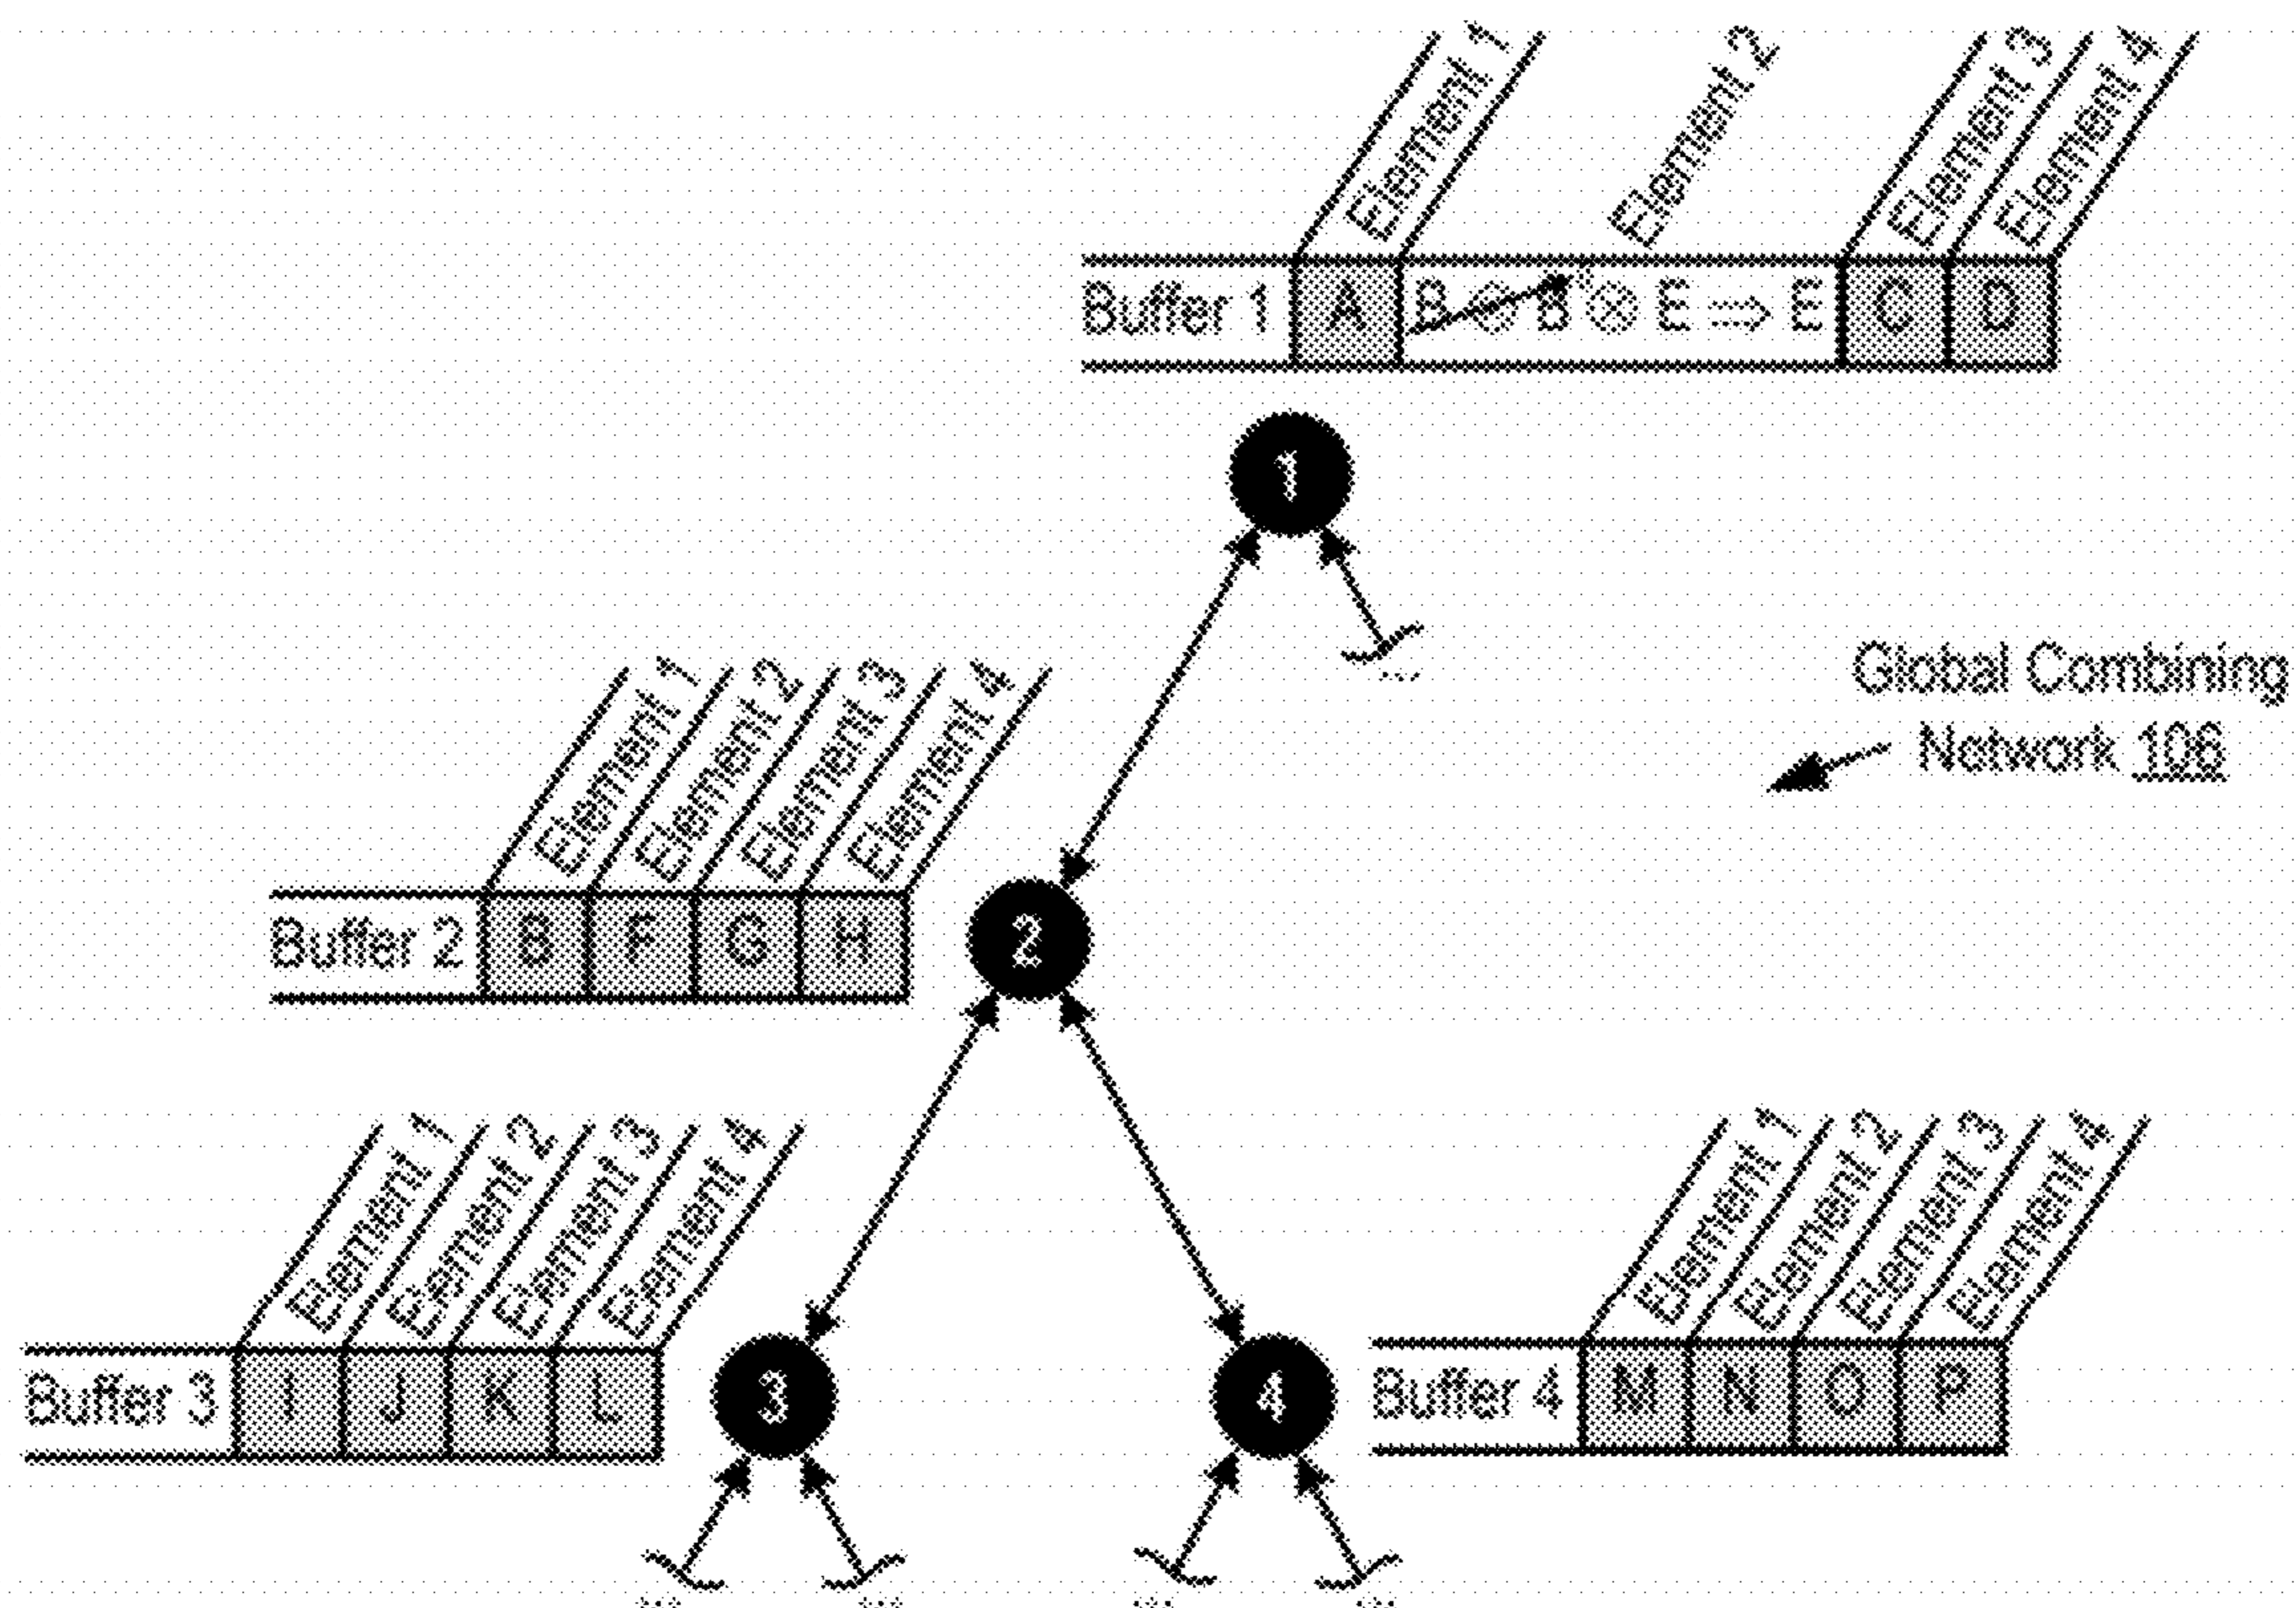 Element 1
Element 2
Element 3
Element 4
Buffer 1 A B ⊗ B ⊗ E ⇒ E C D
1
...
Global Combining
Network 106
Element 1
Element 2
Element 3
Element 4
Buffer 2 B F G H
2
Element 1
Element 2
Element 3
Element 4
Buffer 3 I J K L
3
Element 1
Element 2
Element 3
Element 4
4
Buffer 4 M N O P
... ... ... ...